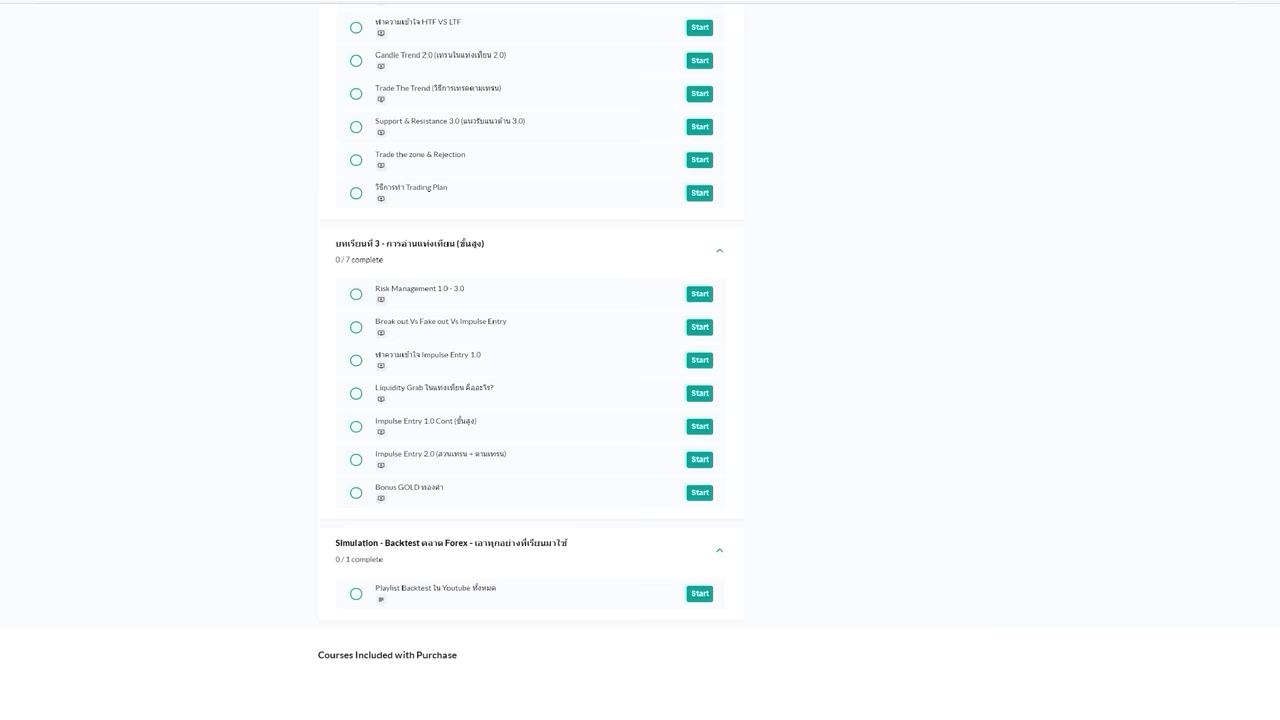 ทำความเข้าใจ HTF VS LTF
Start
Candle Trend 2.0 (เทรนในแท่งเทียน 2.0)
Start
Trade The Trend (วิธีการเทรดตามเทรน)
Start
Support & Resistance 3.0 (แนวรับแนวต้าน 3.0)
Start
Trade the zone & Rejection
Start
วิธีการทำ Trading Plan
Start
บทเรียนที่ 3 - การอ่านแท่งเทียน (ขั้นสูง)
0 / 7 complete
Risk Management 1.0 - 3.0
Start
Break out Vs Fake out Vs Impulse Entry
Start
ทำความเข้าใจ Impulse Entry 1.0
Start
Liquidity Grab ในแท่งเทียน คืออะไร?
Start
Impulse Entry 1.0 Cont (ขั้นสูง)
Start
Impulse Entry 2.0 (สวนเทรน + ตามเทรน)
Start
Bonus GOLD ทองคำ
Start
Simulation - Backtest ตลาด Forex - เอาทุกอย่างที่เรียนมาใช้
0 / 1 complete
Playlist Backtest ใน Youtube ทั้งหมด
Start
Courses Included with Purchase